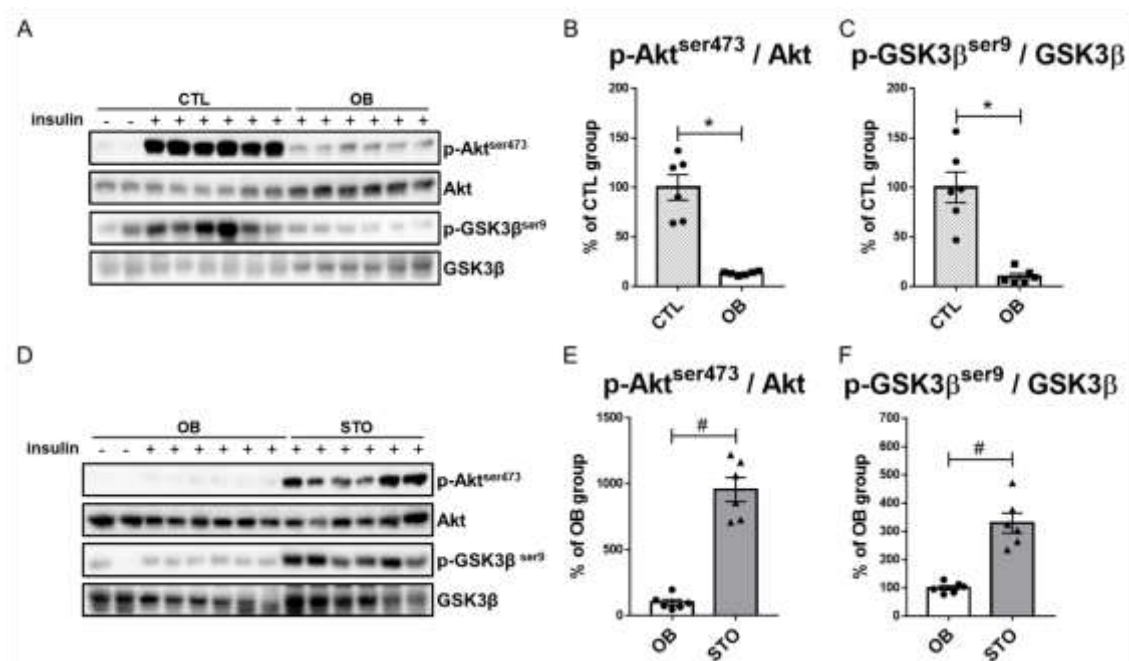 A
CTL OB
insulin - - + + + + + + + + + + + +
p-Akt^ser473
Akt
p-GSK3β^ser9
GSK3β
B
p-Akt^ser473 / Akt
% of CTL group
150
100
50
0
*
CTL OB
C
p-GSK3β^ser9 / GSK3β
% of CTL group
200
150
100
50
0
*
CTL OB
D
OB STO
insulin - - + + + + + + + + + + + +
p-Akt^ser473
Akt
p-GSK3β ^ser9
GSK3β
E
p-Akt^ser473 / Akt
% of OB group
1500
1000
500
0
#
OB STO
F
p-GSK3β^ser9 / GSK3β
% of OB group
700
600
500
400
300
200
100
0
#
OB STO